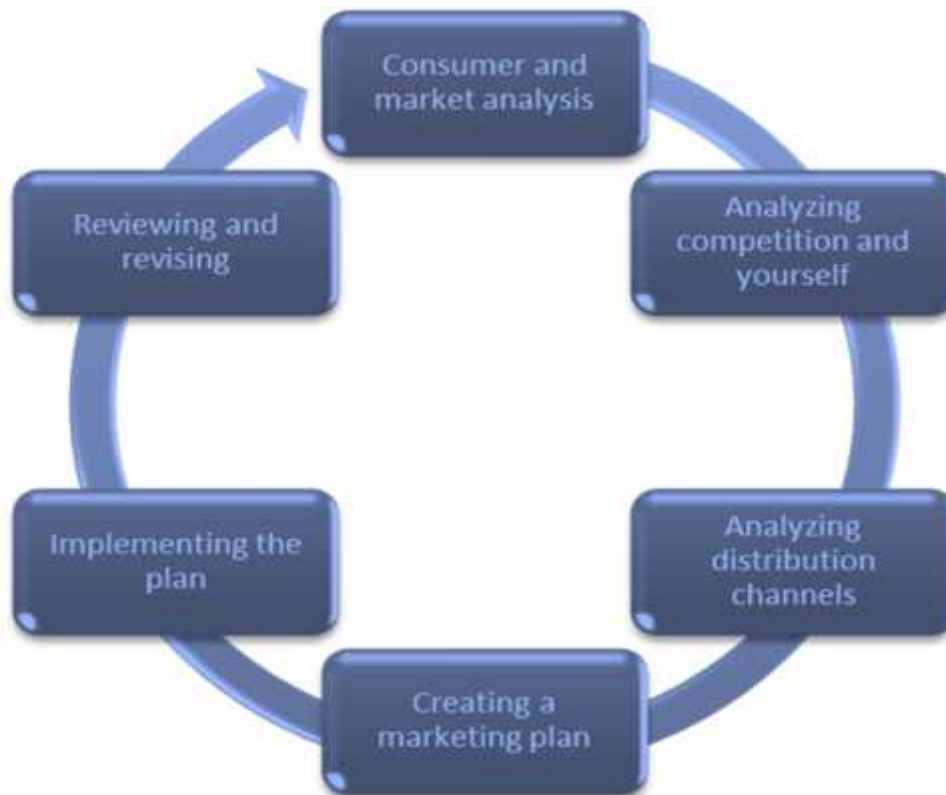 Consumer and
market analysis
Analyzing
competition and
yourself
Analyzing
distribution
channels
Creating a
marketing plan
Implementing the
plan
Reviewing and
revising